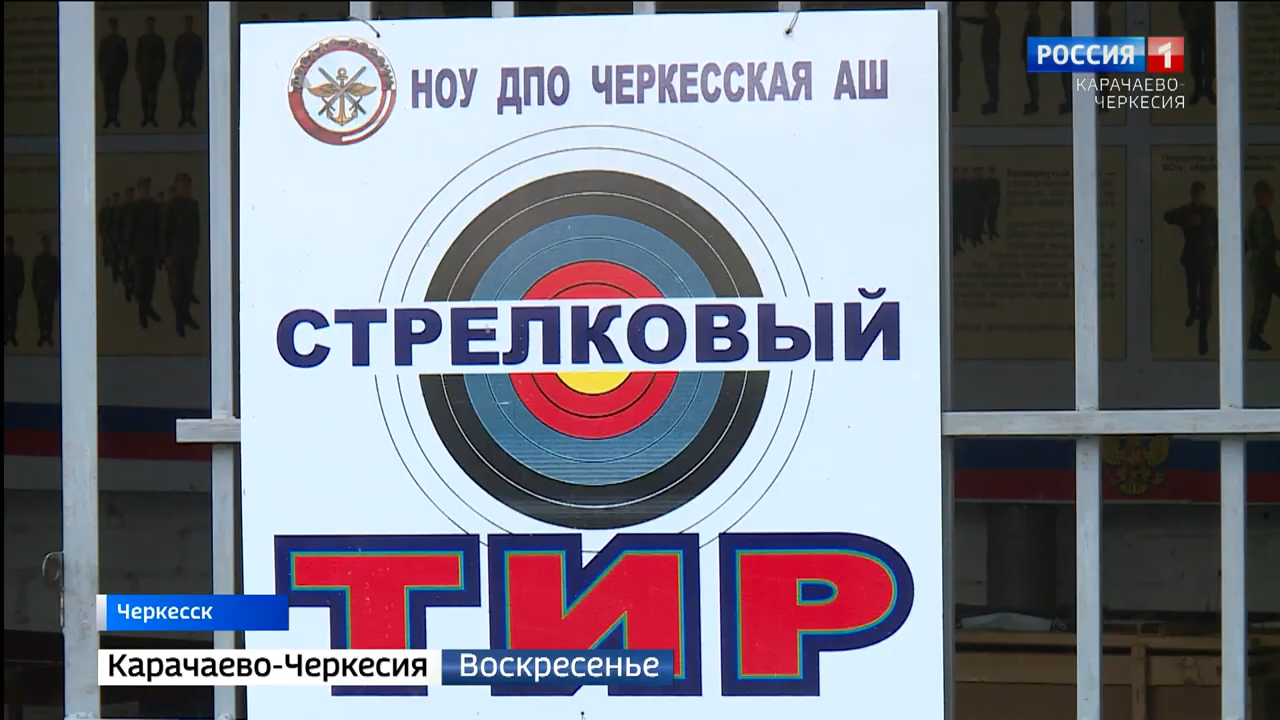 НОУ ДПО ЧЕРКЕССКАЯ АШ
РОССИЯ 1
КАРАЧАЕВО-
ЧЕРКЕСИЯ
СТРЕЛКОВЫЙ
ТИР
Черкесск
Карачаево-Черкесия Воскресенье